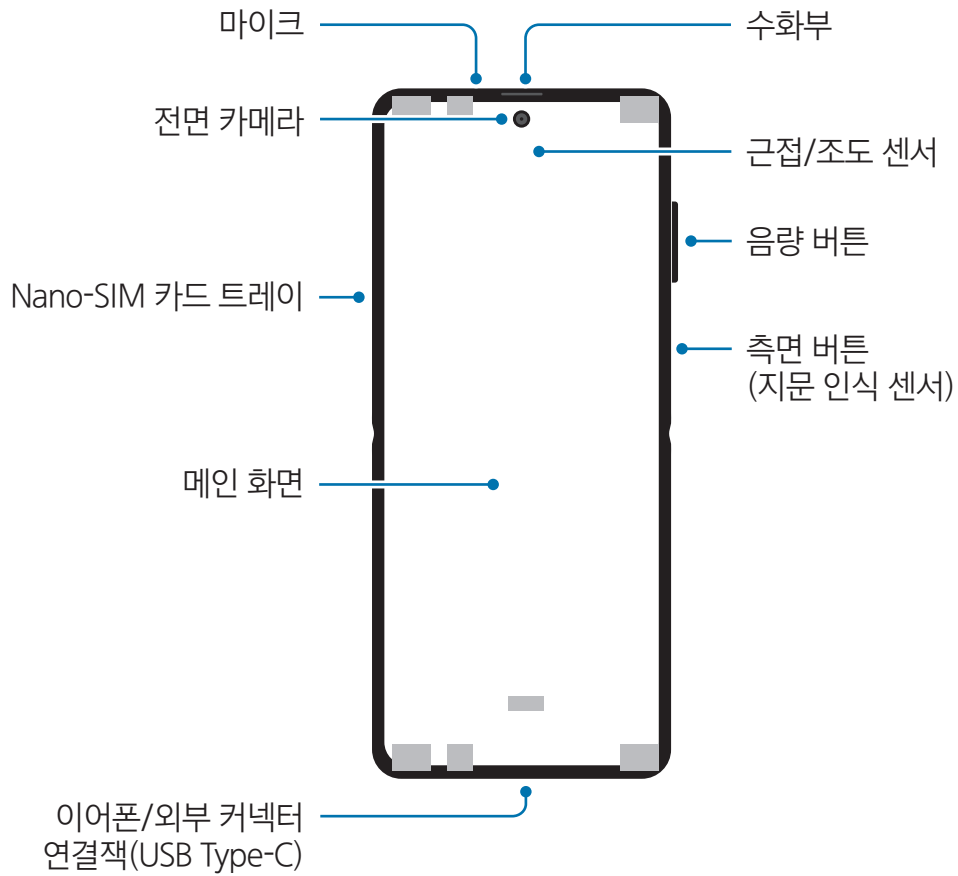 마이크
수화부
전면 카메라
근접/조도 센서
음량 버튼
Nano-SIM 카드 트레이
측면 버튼
(지문 인식 센서)
메인 화면
이어폰/외부 커넥터
연결잭(USB Type-C)